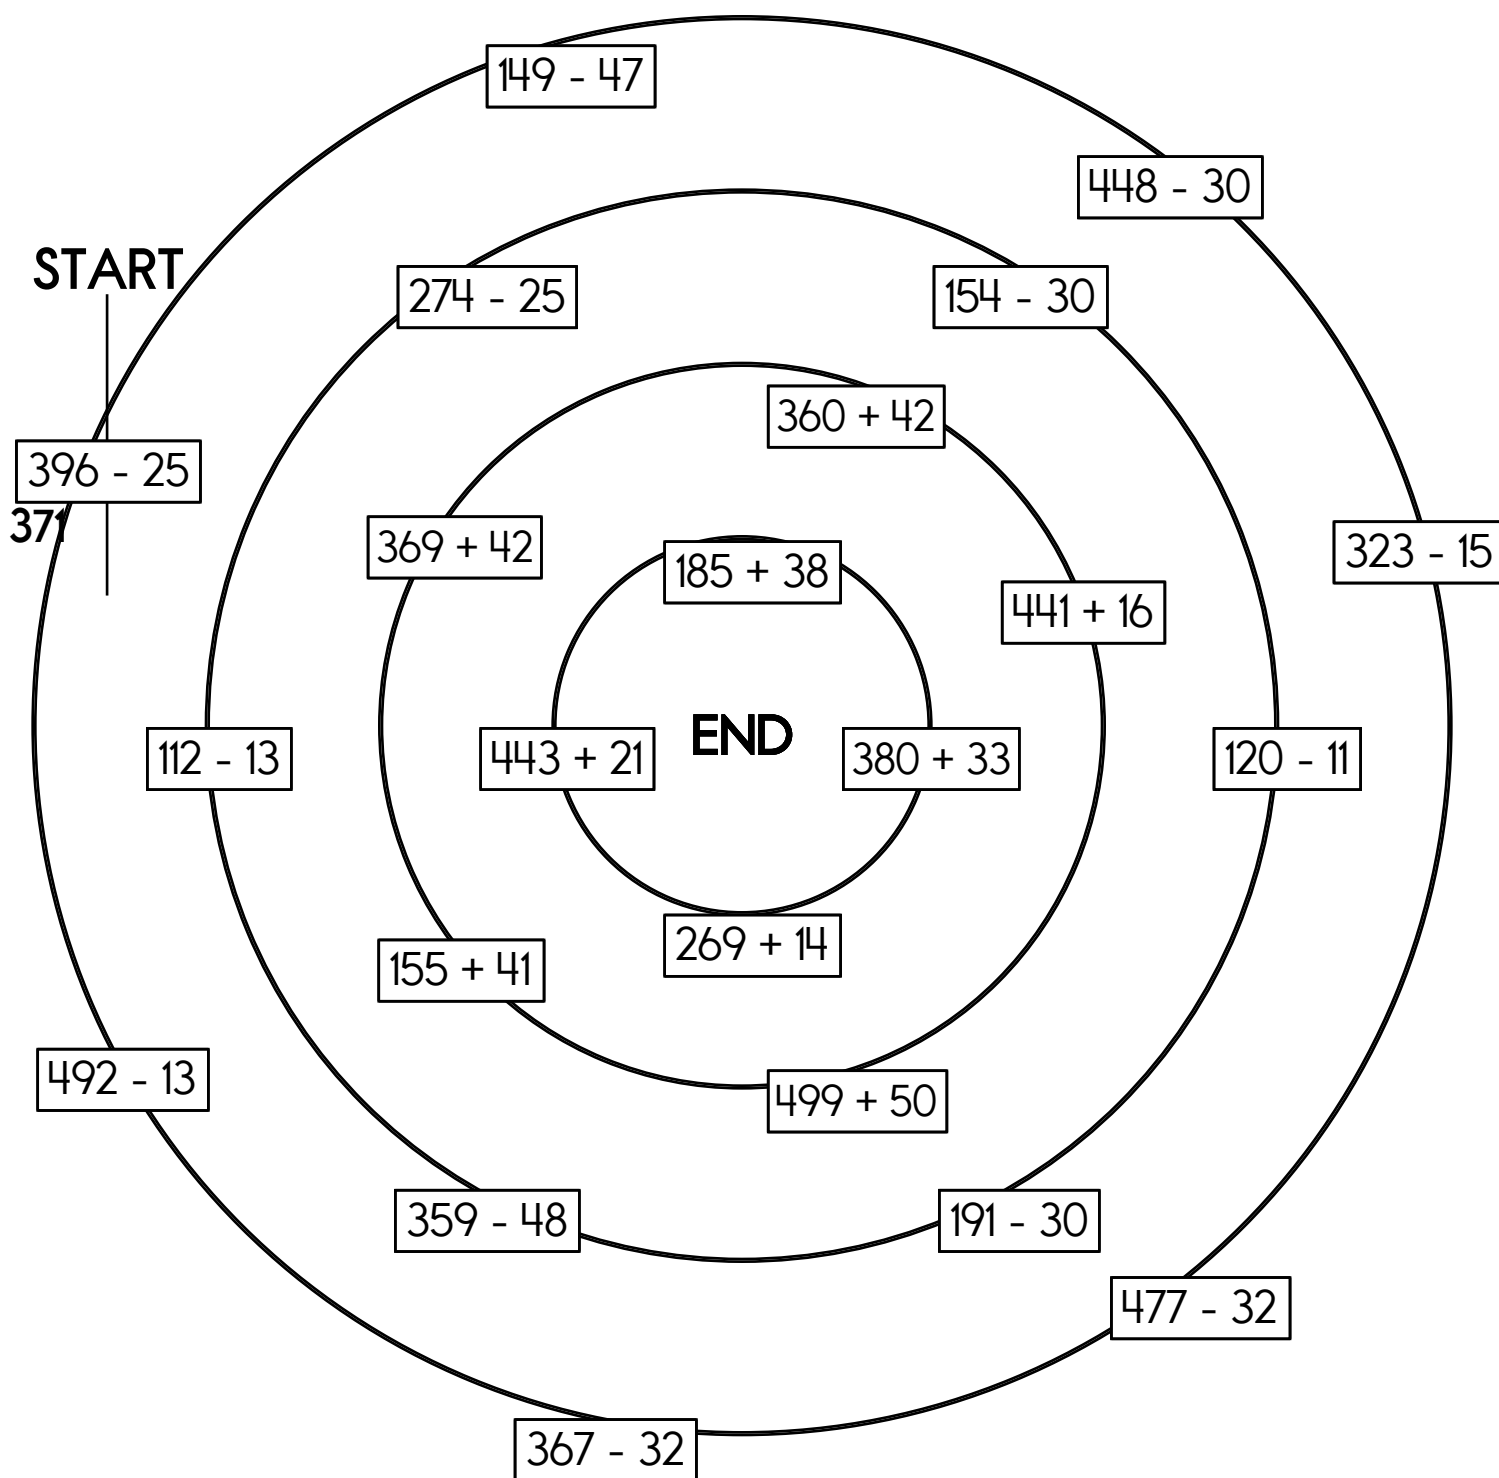 149 - 47
448 - 30
START
274 - 25
154 - 30
360 + 42
396 - 25
371
369 + 42
323 - 15
185 + 38
441 + 16
END
112 - 13
443 + 21
380 + 33
120 - 11
269 + 14
155 + 41
492 - 13
499 + 50
359 - 48
191 - 30
477 - 32
367 - 32